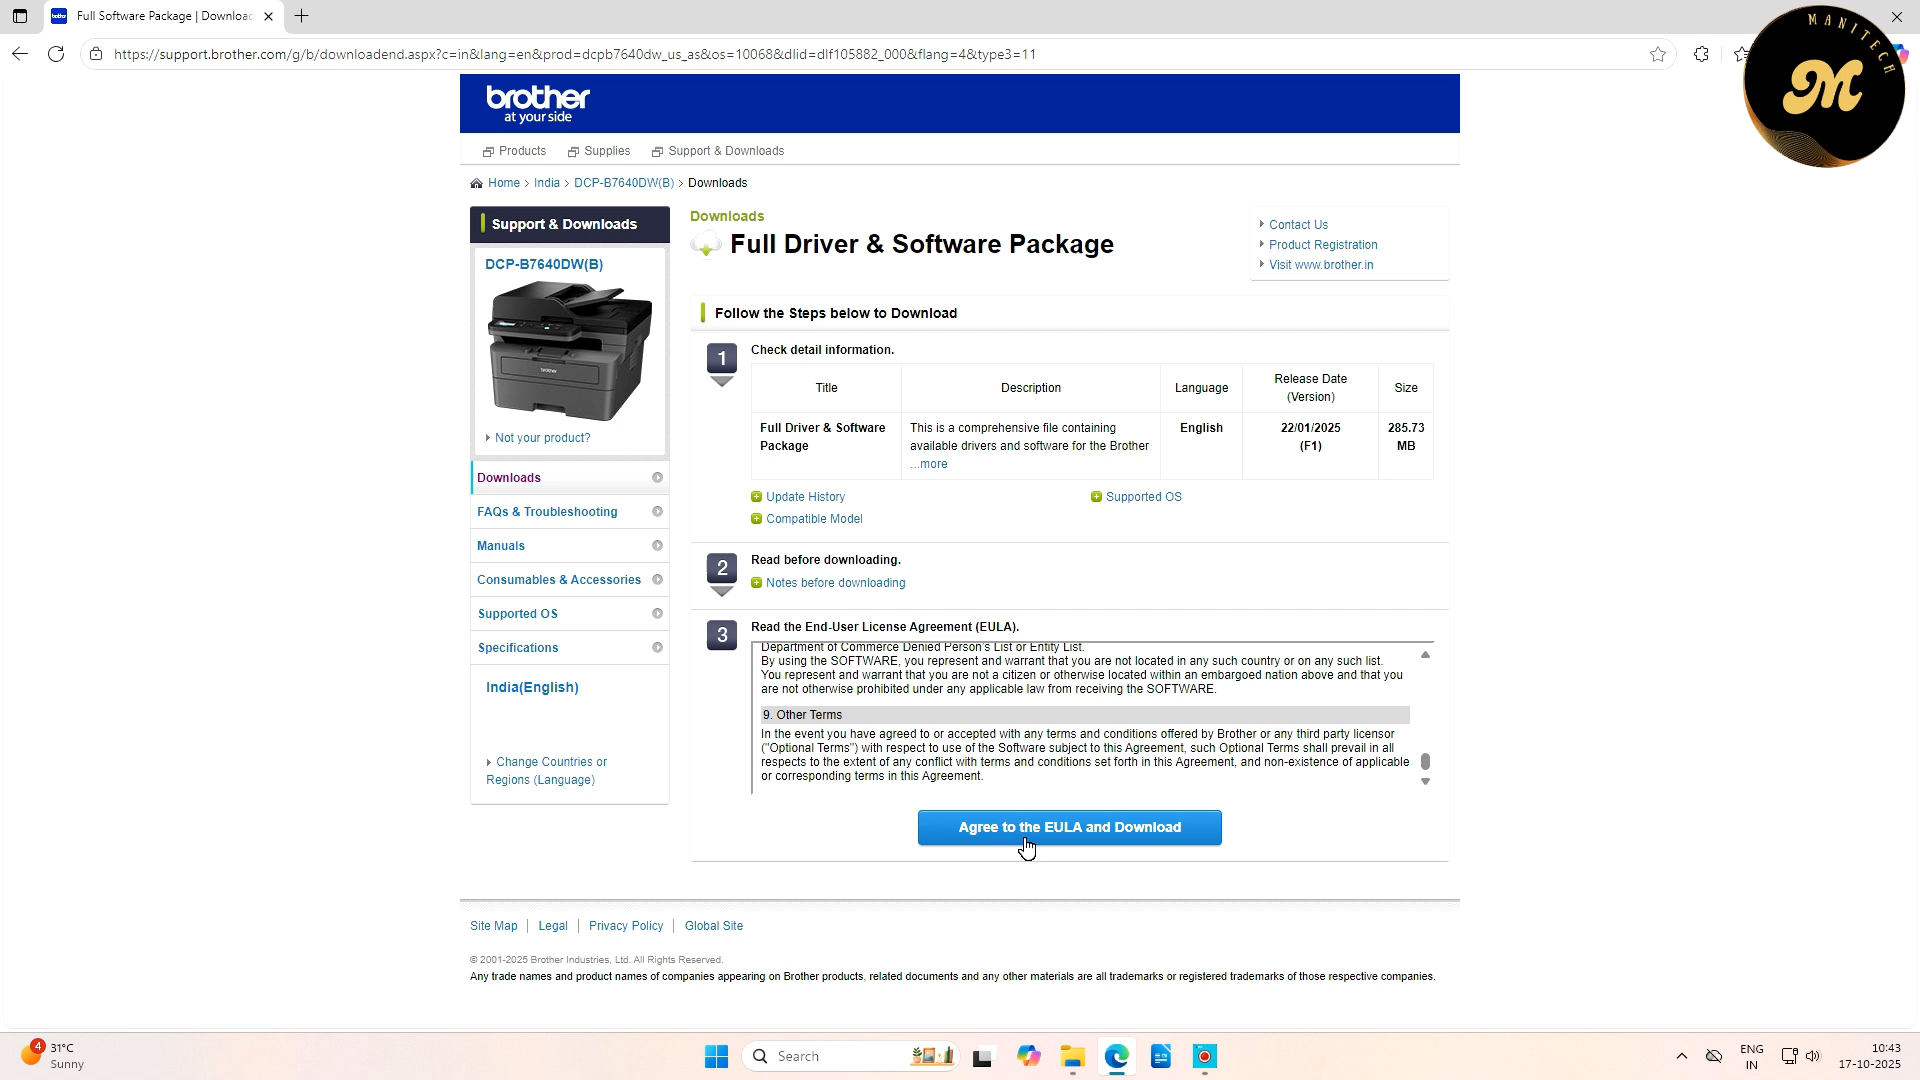 Full Software Package | Downloa
https://support.brother.com/g/b/downloadend.aspx?c=in&lang=en&prod=dcpb7640dw_us_as&os=10068&dlid=dlf105882_000&flang=4&type3=11
MANITECH
M
brother
at your side
Products
Supplies
Support & Downloads
Home > India > DCP-B7640DW(B) > Downloads
Support & Downloads
DCP-B7640DW(B)
brother
Not your product?
Downloads
FAQs & Troubleshooting
Manuals
Consumables & Accessories
Supported OS
Specifications
India(English)
Change Countries or
Regions (Language)
Downloads
Full Driver & Software Package
Contact Us
Product Registration
Visit www.brother.in
Follow the Steps below to Download
1
Check detail information.
Title Description Language Release Date (Version) Size
Full Driver & Software
Package
This is a comprehensive file containing
available drivers and software for the Brother
...more
English
22/01/2025
(F1)
285.73
MB
Update History
Supported OS
Compatible Model
2
Read before downloading.
Notes before downloading
3
Read the End-User License Agreement (EULA).
Department of Commerce Denied Person's List or Entity List.
By using the SOFTWARE, you represent and warrant that you are not located in any such country or on any such list.
You represent and warrant that you are not a citizen or otherwise located within an embargoed nation above and that you
are not otherwise prohibited under any applicable law from receiving the SOFTWARE.
9. Other Terms
In the event you have agreed to or accepted with any terms and conditions offered by Brother or any third party licensor
("Optional Terms") with respect to use of the Software subject to this Agreement, such Optional Terms shall prevail in all
respects to the extent of any conflict with terms and conditions set forth in this Agreement, and non-existence of applicable
or corresponding terms in this Agreement.
Agree to the EULA and Download
Site Map | Legal | Privacy Policy | Global Site
© 2001-2025 Brother Industries, Ltd. All Rights Reserved.
Any trade names and product names of companies appearing on Brother products, related documents and any other materials are all trademarks or registered trademarks of those respective companies.
4
31°C
Sunny
Search
ENG
IN
10:43
17-10-2025